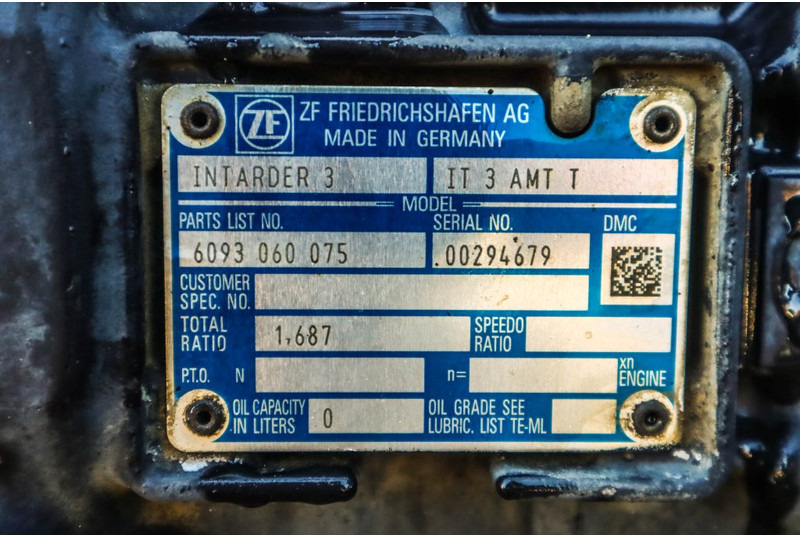 ZF
ZF FRIEDRICHSHAFEN AG
MADE IN GERMANY
INTARDER 3 IT 3 AMT T
MODEL
PARTS LIST NO. SERIAL NO. DMC
6093 060 075 .00294679
CUSTOMER
SPEC. NO.
TOTAL
RATIO 1,687 SPEEDO
RATIO
P.T.O. N n= xn
ENGINE
OIL CAPACITY
IN LITERS 0 OIL GRADE SEE
LUBRIC. LIST TE-ML